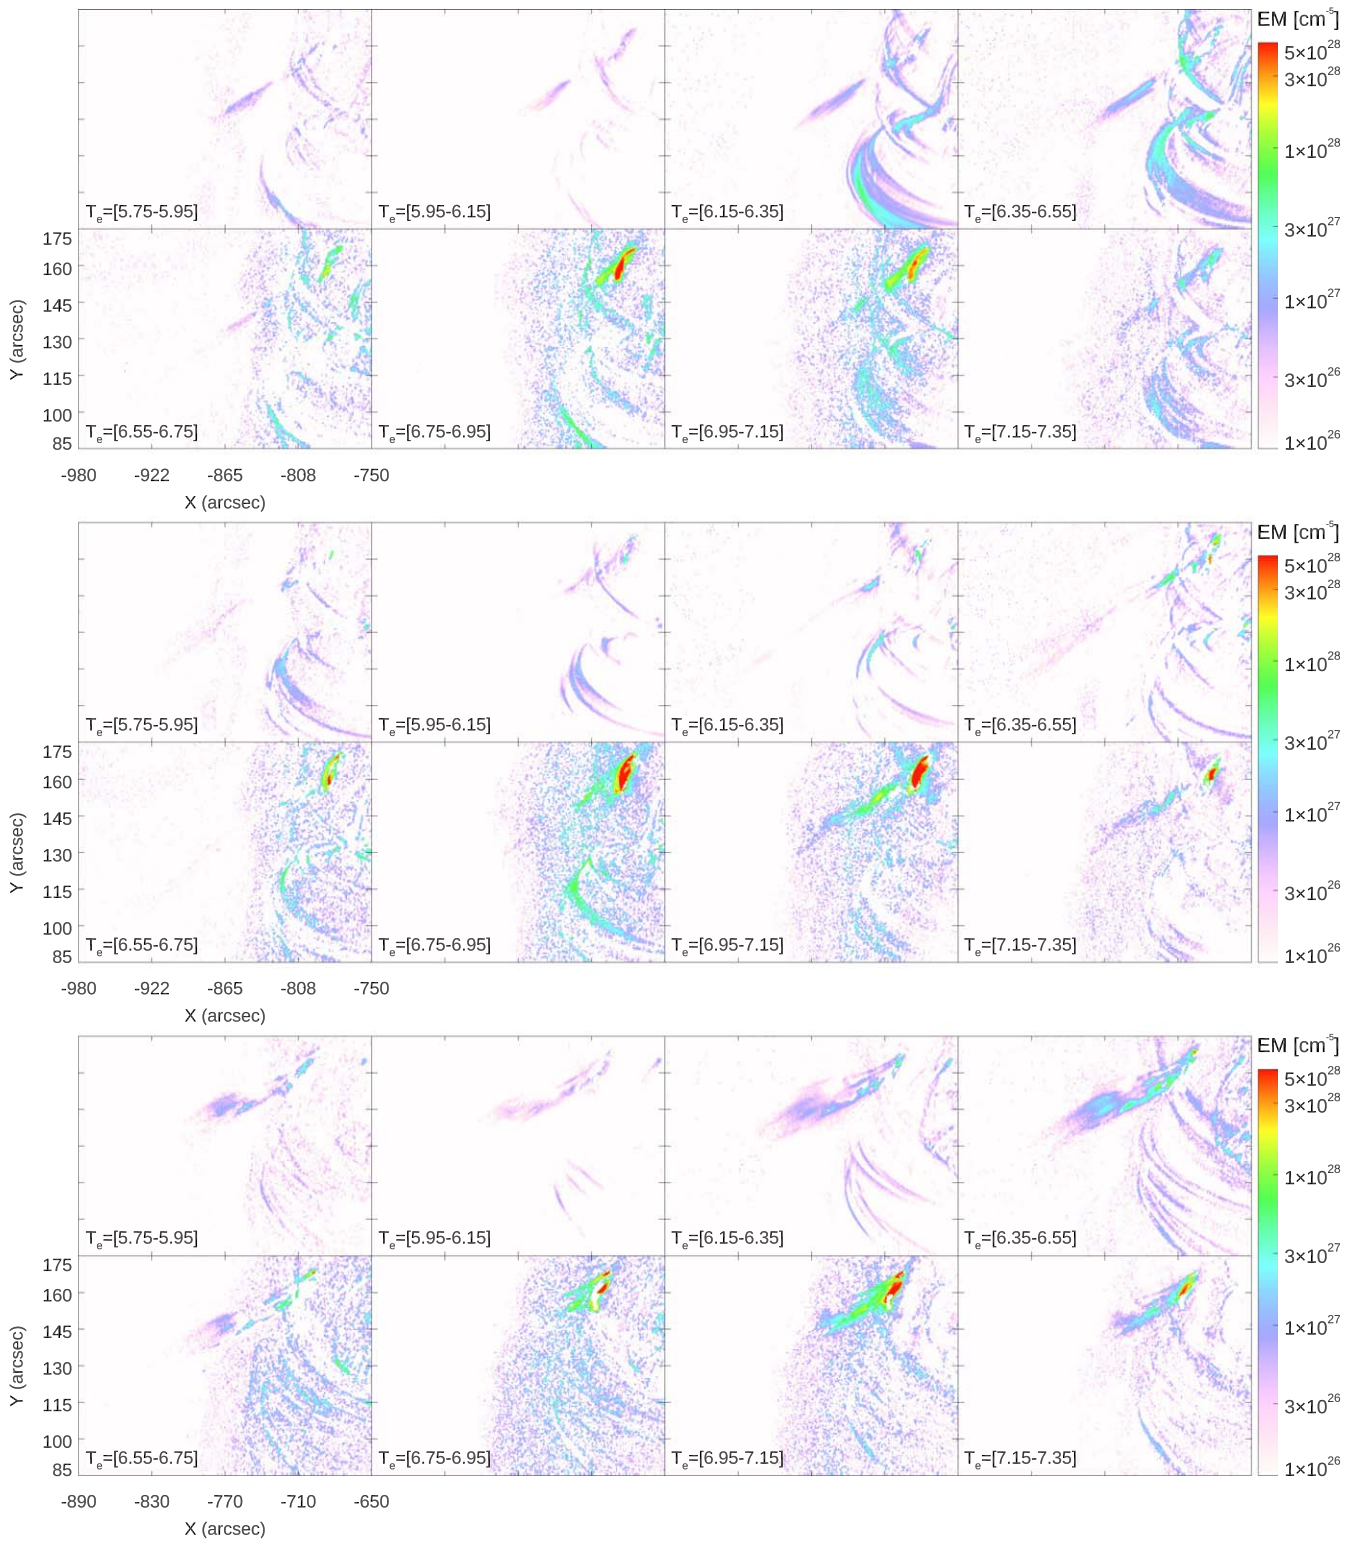 EM [cm⁻⁵]
5×10²⁸
3×10²⁸
1×10²⁸
3×10²⁷
1×10²⁷
3×10²⁶
1×10²⁶
Tₑ=[5.75-5.95] Tₑ=[5.95-6.15] Tₑ=[6.15-6.35] Tₑ=[6.35-6.55]
175
160
145
130
115
100
85
Y (arcsec)
Tₑ=[6.55-6.75] Tₑ=[6.75-6.95] Tₑ=[6.95-7.15] Tₑ=[7.15-7.35]
-980 -922 -865 -808 -750
X (arcsec)
EM [cm⁻⁵]
5×10²⁸
3×10²⁸
1×10²⁸
3×10²⁷
1×10²⁷
3×10²⁶
1×10²⁶
Tₑ=[5.75-5.95] Tₑ=[5.95-6.15] Tₑ=[6.15-6.35] Tₑ=[6.35-6.55]
175
160
145
130
115
100
85
Y (arcsec)
Tₑ=[6.55-6.75] Tₑ=[6.75-6.95] Tₑ=[6.95-7.15] Tₑ=[7.15-7.35]
-980 -922 -865 -808 -750
X (arcsec)
EM [cm⁻⁵]
5×10²⁸
3×10²⁸
1×10²⁸
3×10²⁷
1×10²⁷
3×10²⁶
1×10²⁶
Tₑ=[5.75-5.95] Tₑ=[5.95-6.15] Tₑ=[6.15-6.35] Tₑ=[6.35-6.55]
175
160
145
130
115
100
85
Y (arcsec)
Tₑ=[6.55-6.75] Tₑ=[6.75-6.95] Tₑ=[6.95-7.15] Tₑ=[7.15-7.35]
-890 -830 -770 -710 -650
X (arcsec)